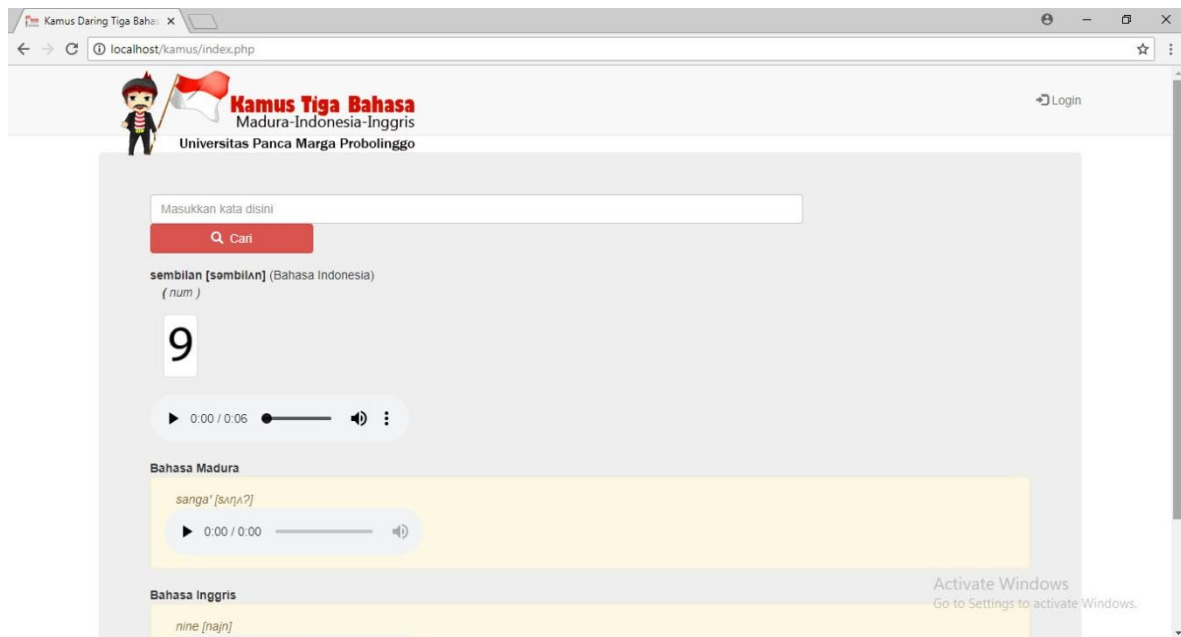 Kamus Daring Tiga Bahas
localhost/kamus/index.php
Kamus Tiga Bahasa
Madura-Indonesia-Inggris
Universitas Panca Marga Probolinggo
Login
Masukkan kata disini
Cari
sembilan [səmbilʌn] (Bahasa Indonesia)
( num )
9
0:00 / 0:06
Bahasa Madura
sanga' [sʌɳʌʔ]
0:00 / 0:00
Bahasa Inggris
nine [najn]
Activate Windows
Go to Settings to activate Windows.